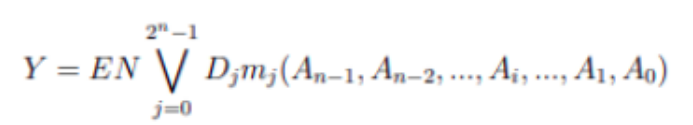 Y = EN ⋁_{j=0}^{2^n−1} D_j m_j(A_{n−1}, A_{n−2}, ..., A_i, ..., A_1, A_0)